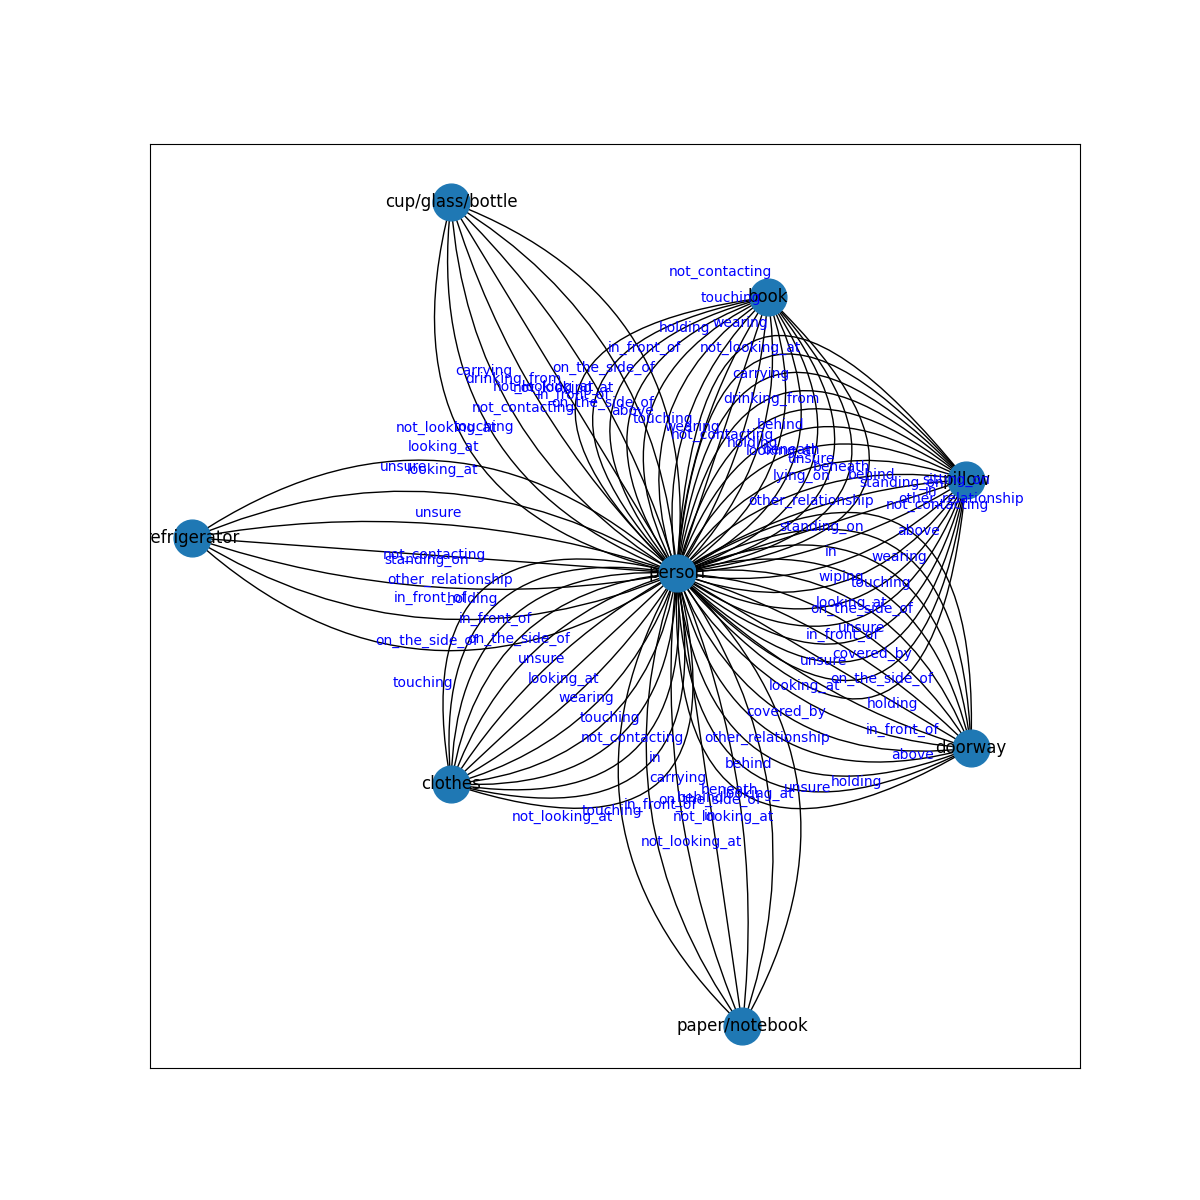 cup/glass/bottle
not_contacting
book
touching
wearing
holding
in_front_of
not_looking_at
on_the_side_of
carrying
carrying
drinking_from
not_looking_at
in_front_of
drinking_from
not_contacting
on_the_side_of
above
touching
behind
not_looking_at
touching
wearing
not_contacting
looking_at
holding
looking_at
beneath
unsure
unsure
looking_at
beneath
lying_on
behind
standing_on
pillow
other_relationship
other_relationship
in
not_contacting
unsure
standing_on
above
refrigerator
not_contacting
standing_on
in
wearing
person
other_relationship
wiping
touching
in_front_of
holding
looking_at
on_the_side_of
in_front_of
unsure
in_front_of
on_the_side_of
on_the_side_of
covered_by
unsure
unsure
looking_at
on_the_side_of
touching
looking_at
wearing
holding
touching
covered_by
in_front_of
not_contacting
other_relationship
doorway
in
above
behind
carrying
clothes
holding
beneath
unsure
looking_at
behind
on_the_side_of
in_front_of
touching
not_looking_at
not_looking_at
in
not_looking_at
paper/notebook